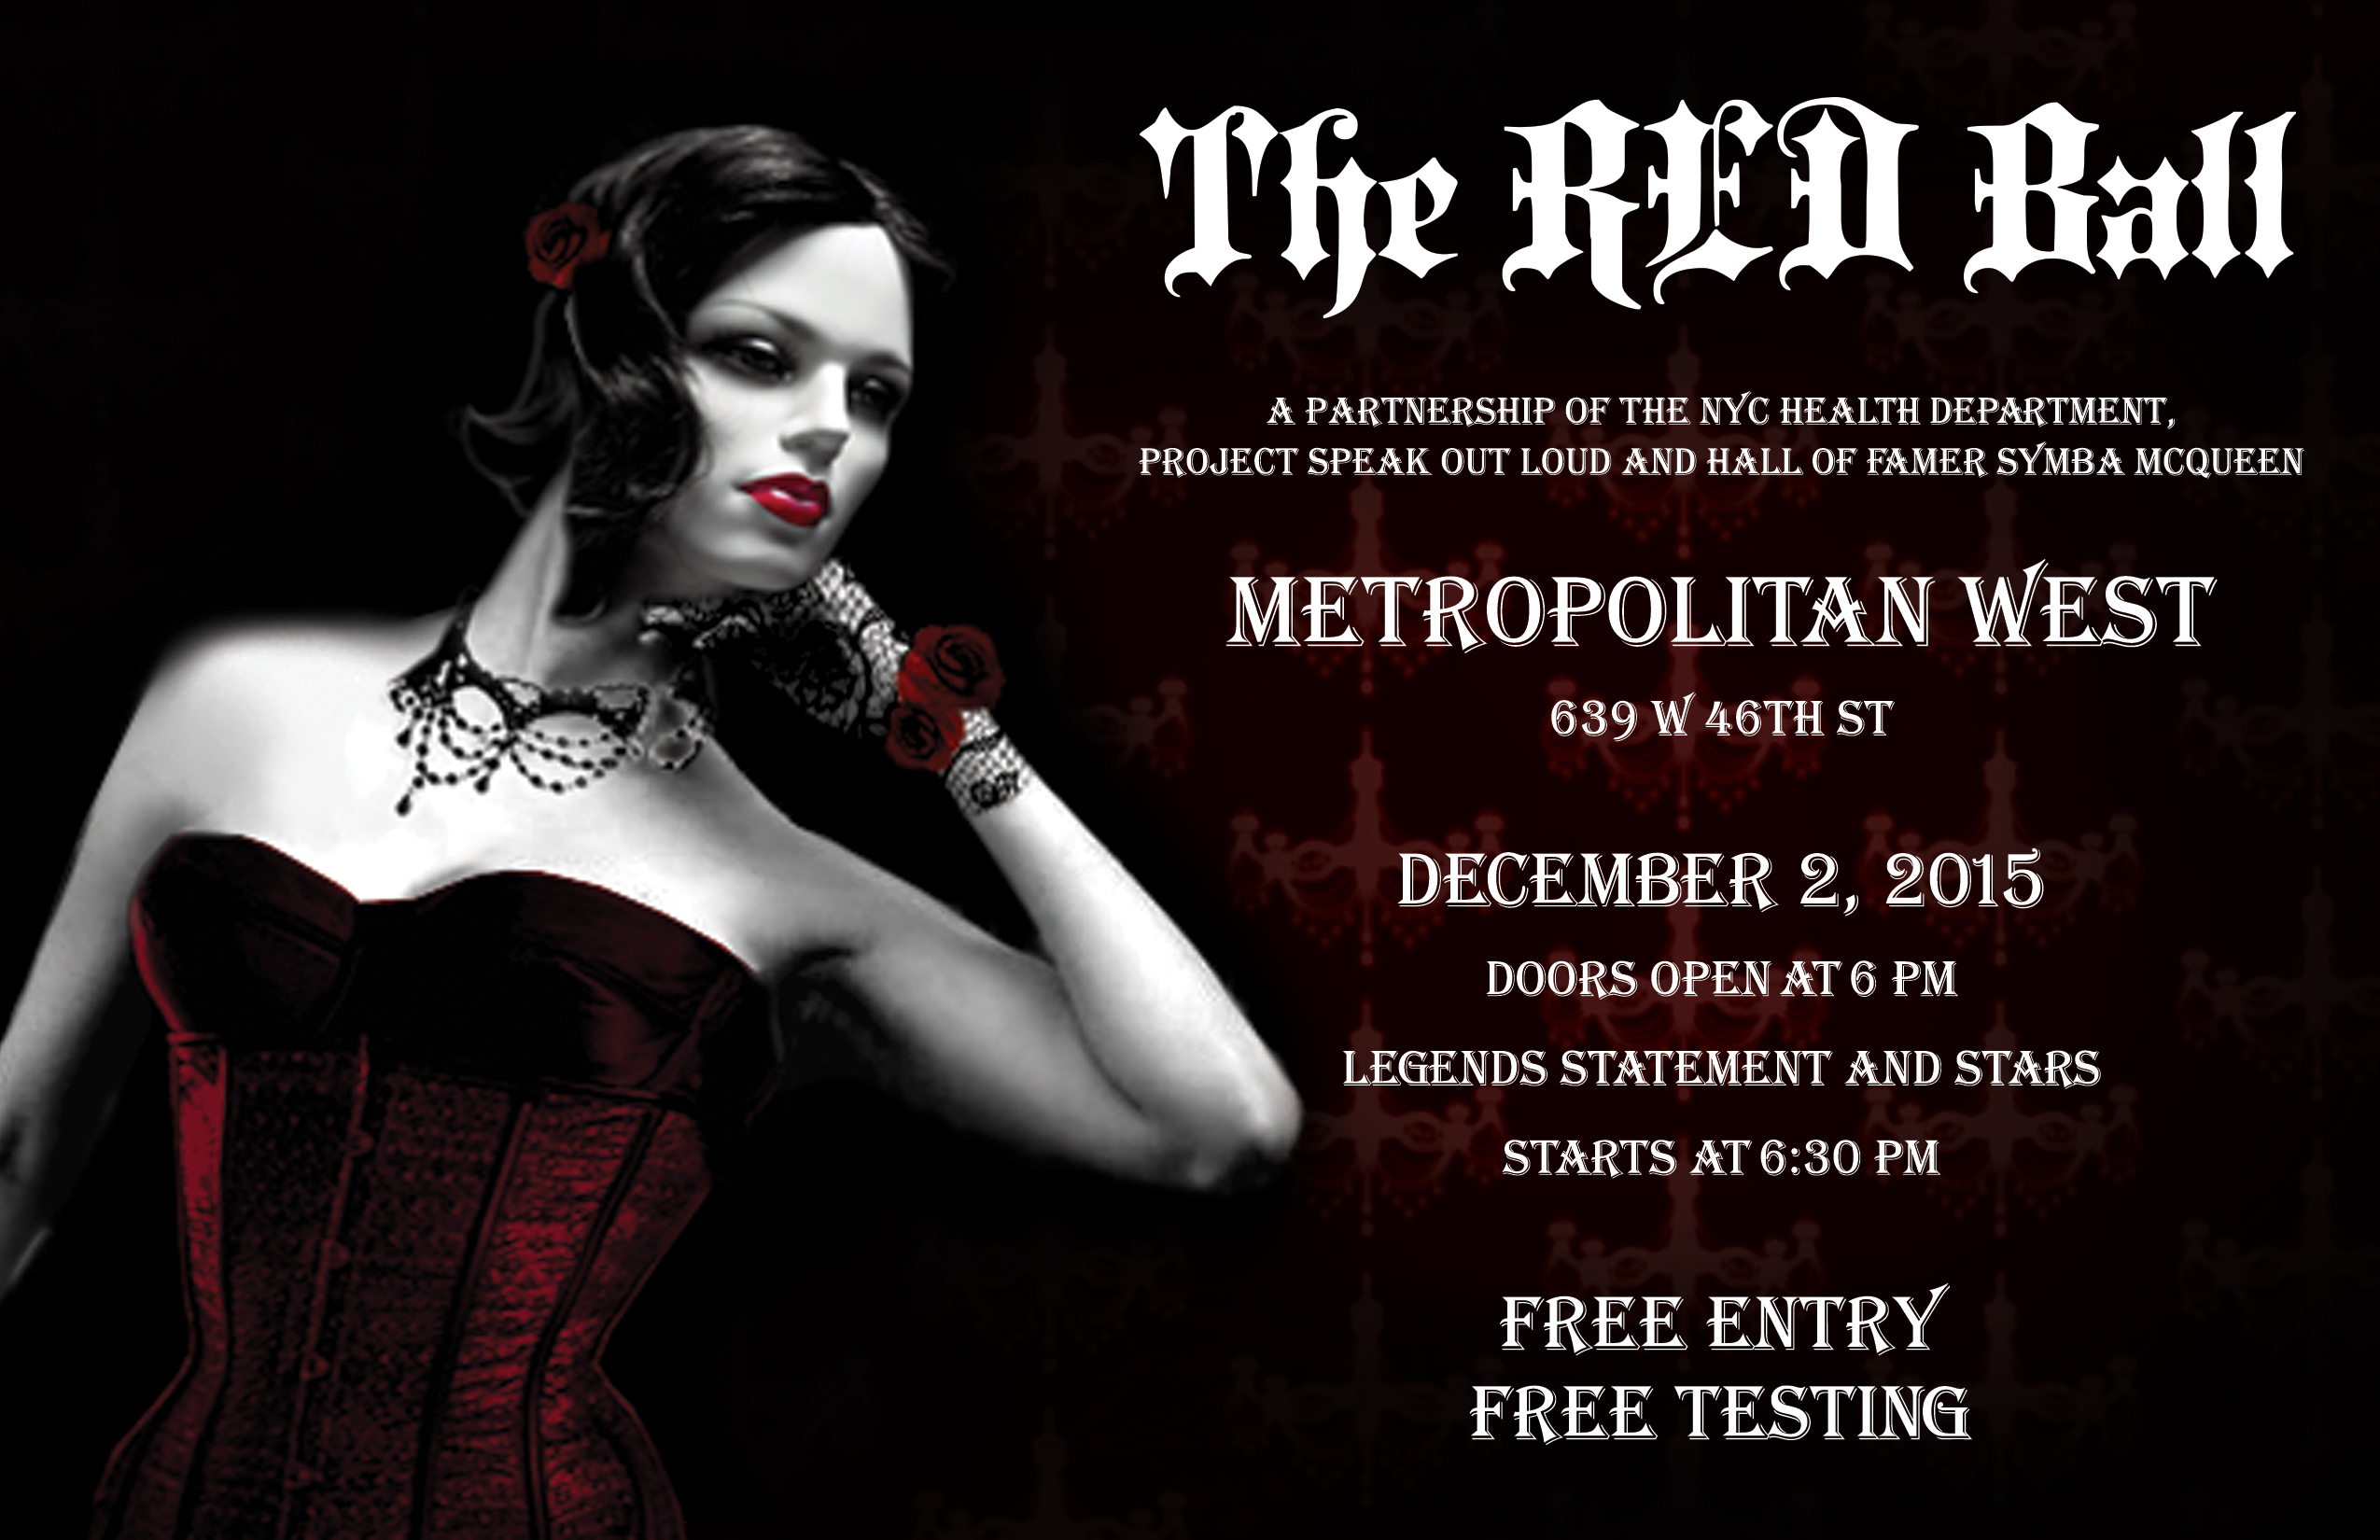 The RED Ball
A PARTNERSHIP OF THE NYC HEALTH DEPARTMENT,
PROJECT SPEAK OUT LOUD AND HALL OF FAMER SYMBA MCQUEEN
METROPOLITAN WEST
639 W 46TH ST
DECEMBER 2, 2015
DOORS OPEN AT 6 PM
LEGENDS STATEMENT AND STARS
STARTS AT 6:30 PM
FREE ENTRY
FREE TESTING